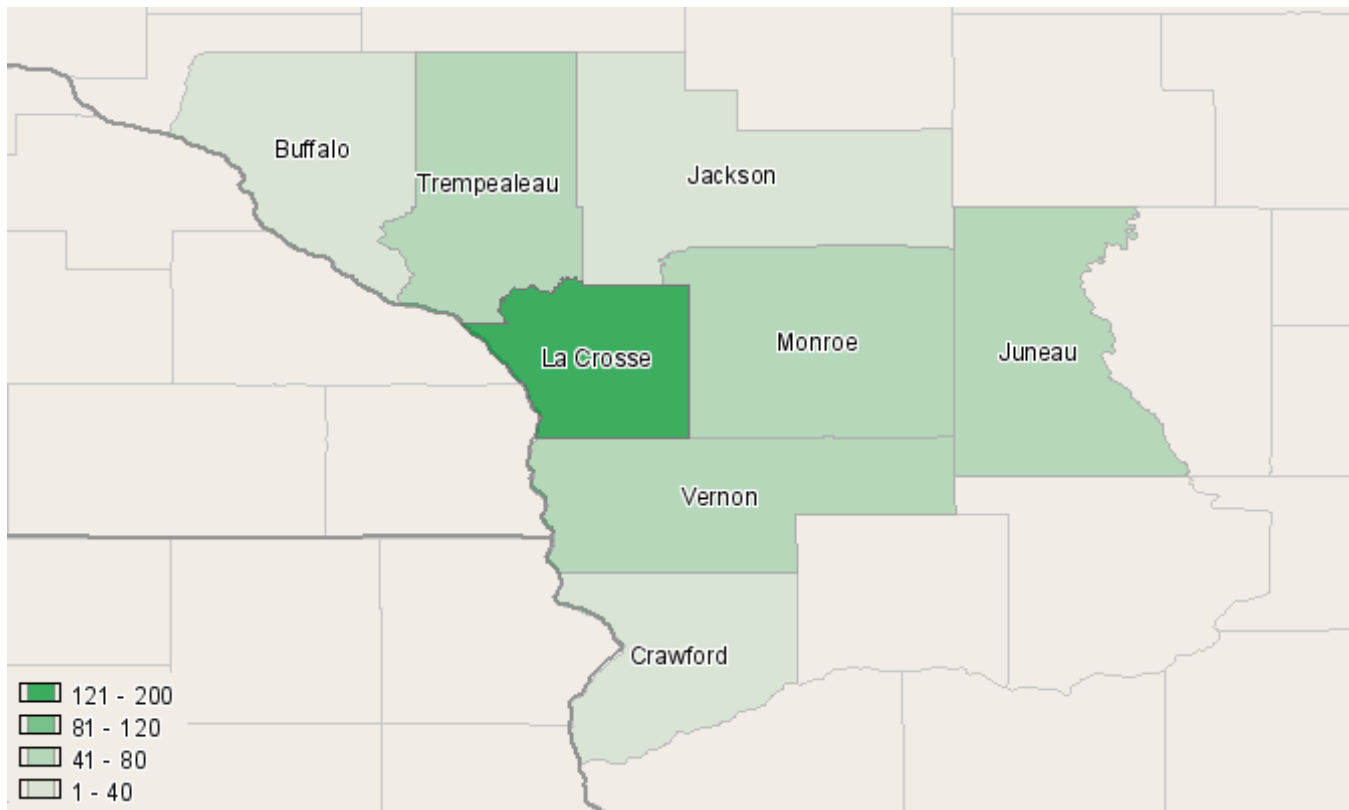 Buffalo
Trempealeau
Jackson
La Crosse
Monroe
Juneau
Vernon
Crawford
121 - 200
81 - 120
41 - 80
1 - 40